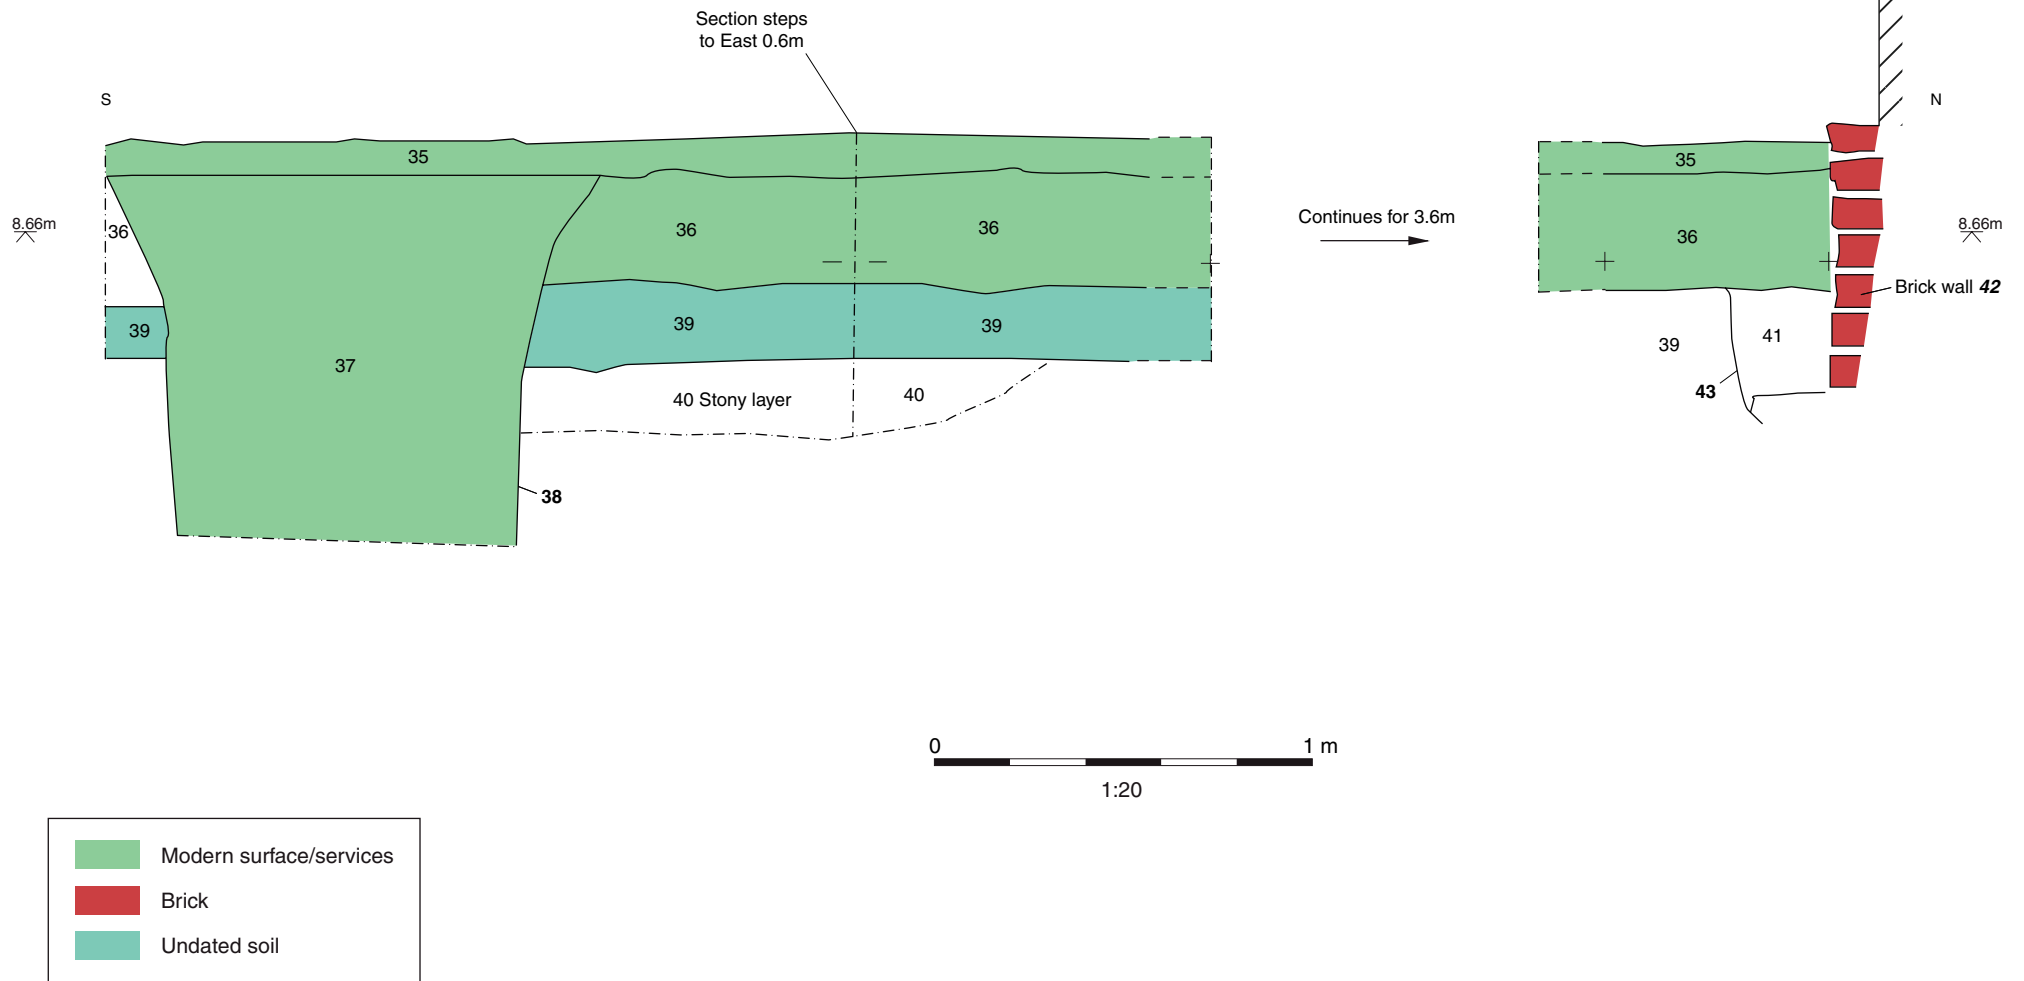 Section steps
to East 0.6m
S
N
35
35
8.66m
36
36
36
Continues for 3.6m
36
8.66m
Brick wall 42
39
39
39
37
39
41
40 Stony layer
40
43
38
0
1 m
1:20
Modern surface/services
Brick
Undated soil